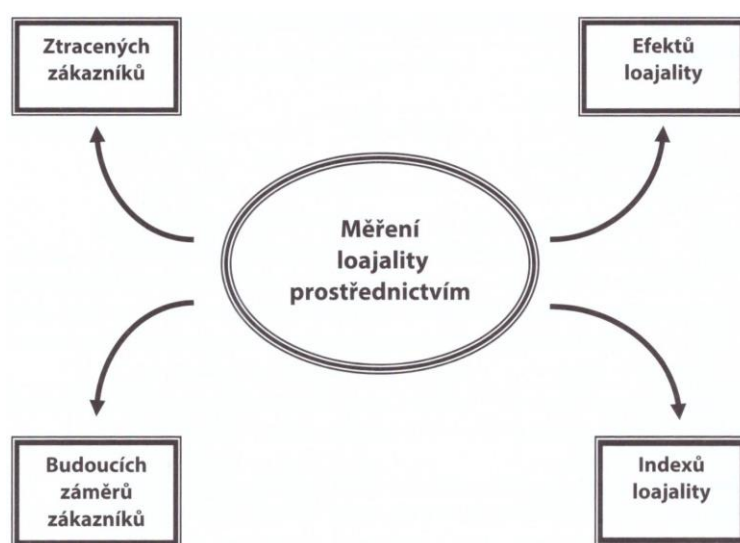 Ztracených
zákazníků
Efektů
loajality
Měření
loajality
prostřednictvím
Budoucích
záměrů
zákazníků
Indexů
loajality